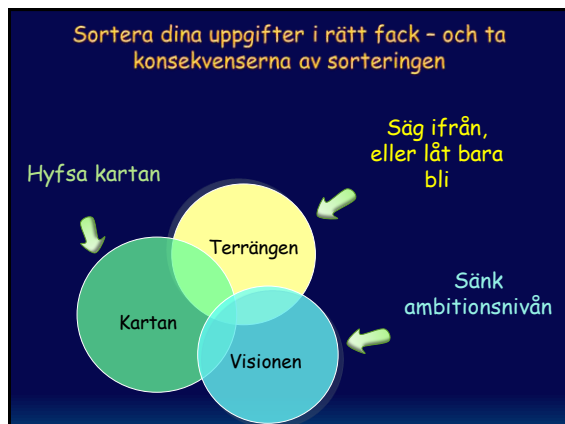 Sortera dina uppgifter i rätt fack – och ta
konsekvenserna av sorteringen
Säg ifrån,
eller låt bara
bli
Hyfsa kartan
Terrängen
Sänk
ambitionsnivån
Kartan
Visionen